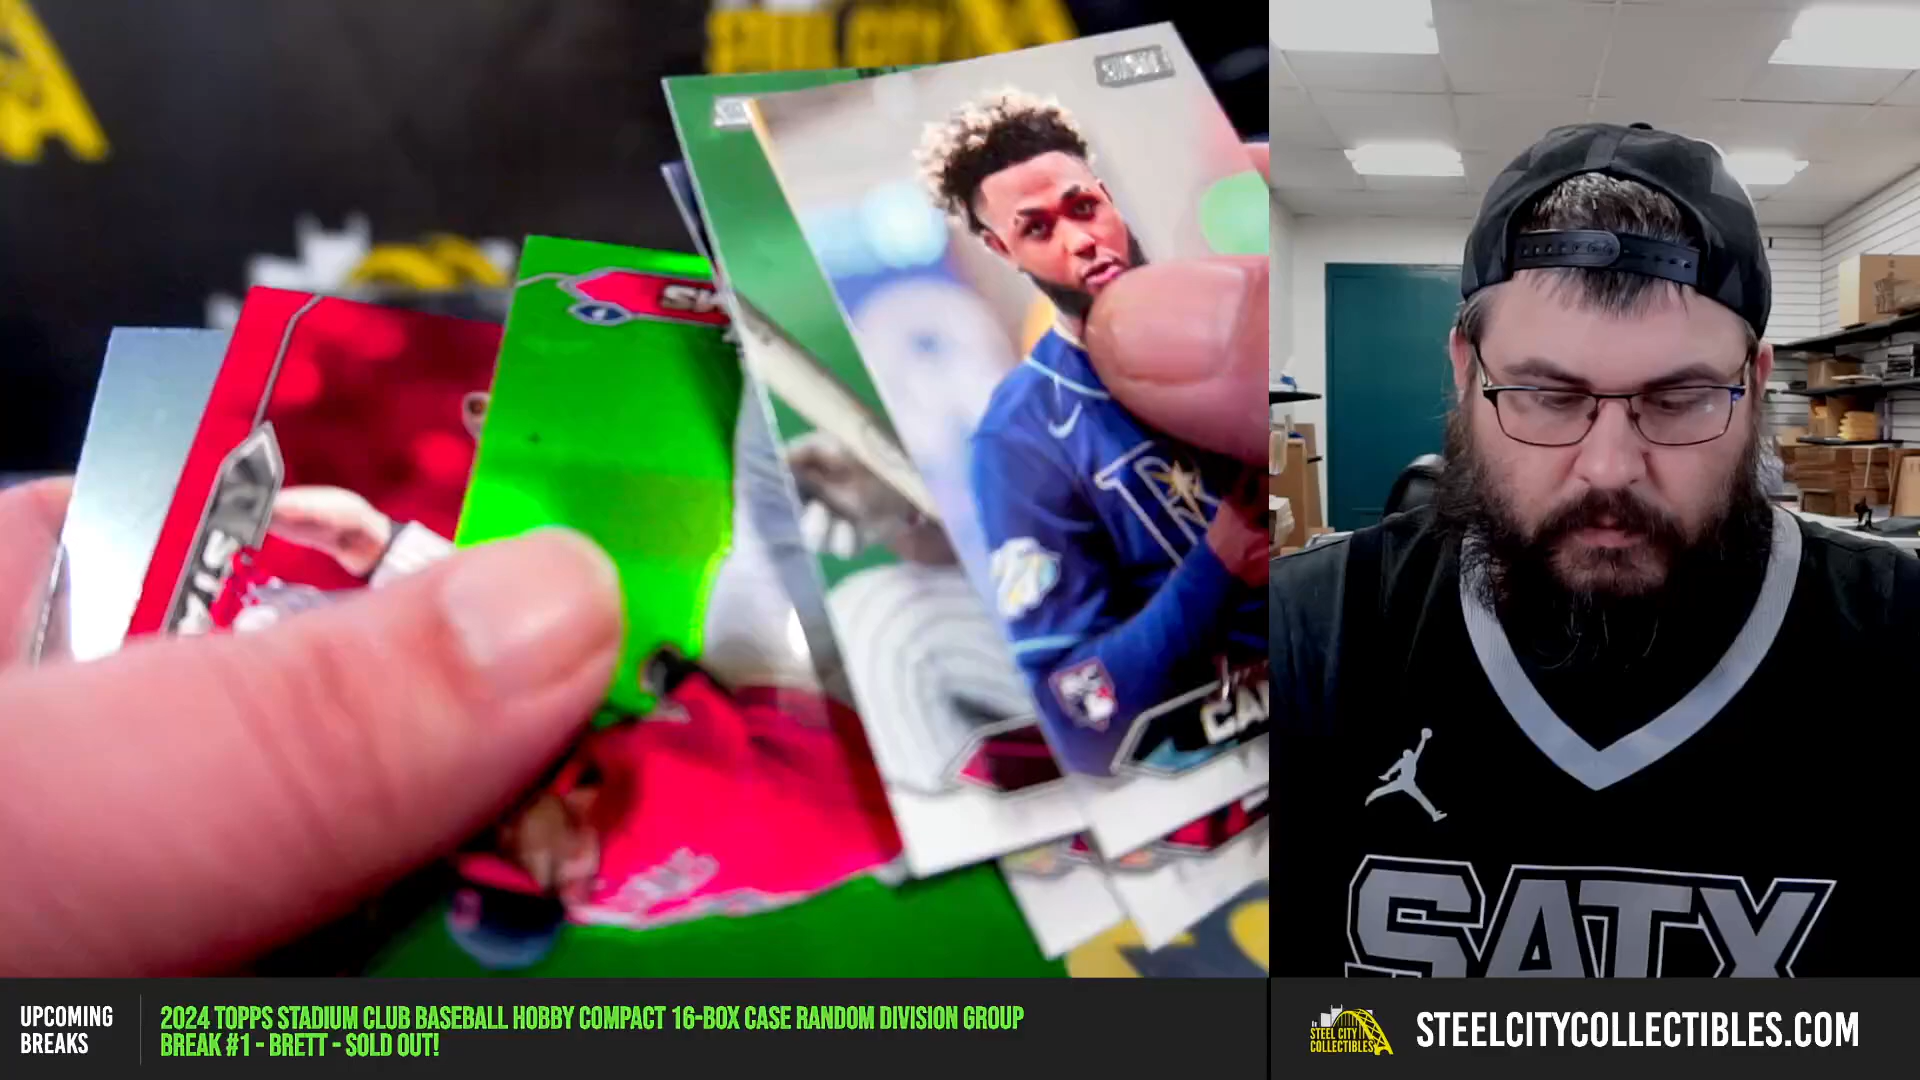 SATX
UPCOMING
BREAKS
2024 TOPPS STADIUM CLUB BASEBALL HOBBY COMPACT 16-BOX CASE RANDOM DIVISION GROUP
BREAK #1 - BRETT - SOLD OUT!
STEEL CITY
COLLECTIBLES
STEELCITYCOLLECTIBLES.COM